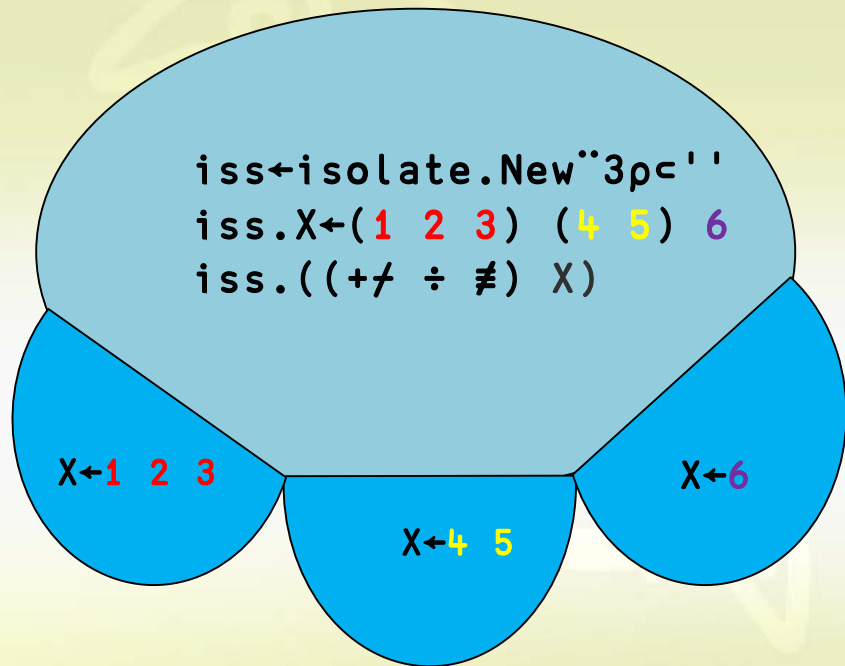 iss←isolate.New¨3⍴⊂''
iss.X←(1 2 3) (4 5) 6
iss.((+⌿ ÷ ≢) X)
X←1 2 3
X←4 5
X←6